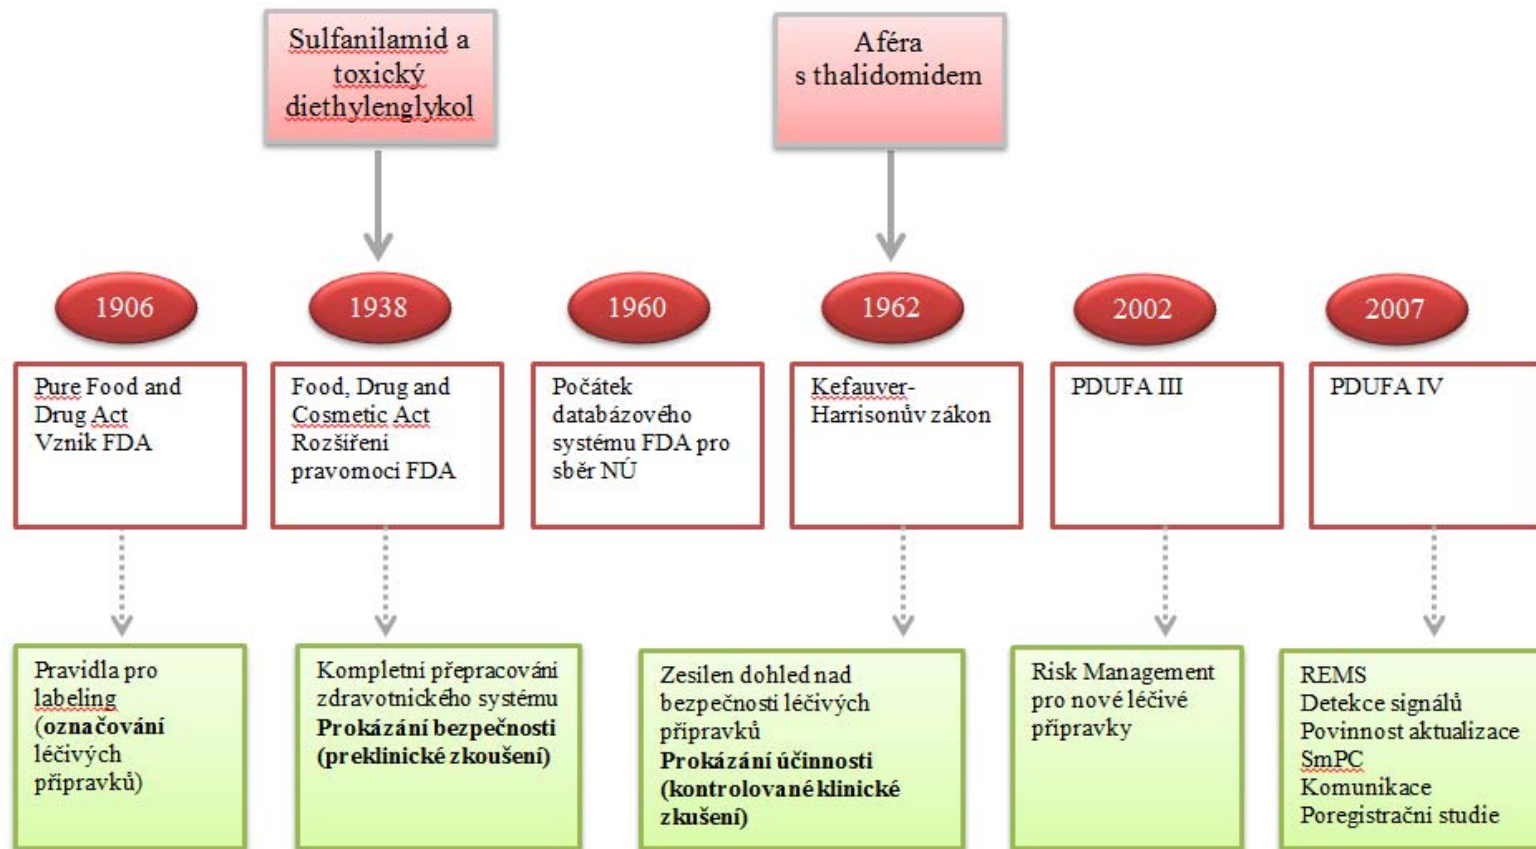 Sulfanilamid a
toxický
diethylenglykol
Aféra
s thalidomidem
1906
1938
1960
1962
2002
2007
Pure Food and
Drug Act
Vznik FDA
Food, Drug and
Cosmetic Act
Rozšíření
pravomocí FDA
Počátek
databázového
systému FDA pro
sběr NÚ
Kefauver-
Harrisonův zákon
PDUFA III
PDUFA IV
Pravidla pro
labeling
(označování
léčivých
přípravků)
Kompletní přepracování
zdravotnického systému
Prokázání bezpečnosti
(preklinické zkoušení)
Zesílen dohled nad
bezpečností léčivých
přípravků
Prokázání účinnosti
(kontrolované klinické
zkušení)
Risk Management
pro nové léčivé
přípravky
REMS
Detekce signálů
Povinnost aktualizace
SmPC
Komunikace
Poregistrační studie